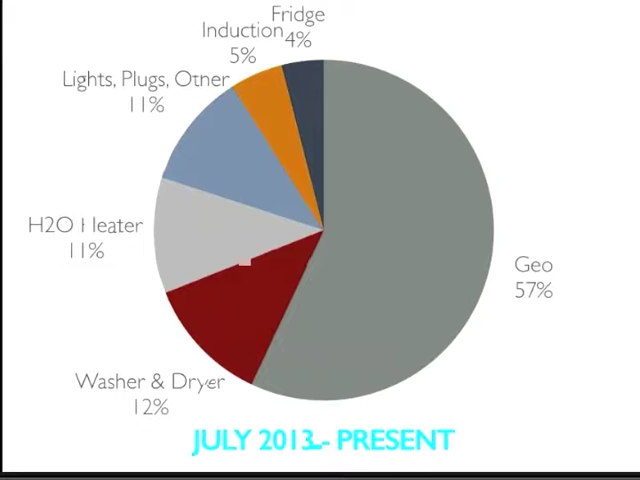 Fridge
4%
Induction
5%
Lights, Plugs, Other
11%
H2O Heater
11%
Geo
57%
Washer & Dryer
12%
JULY 2013 - PRESENT